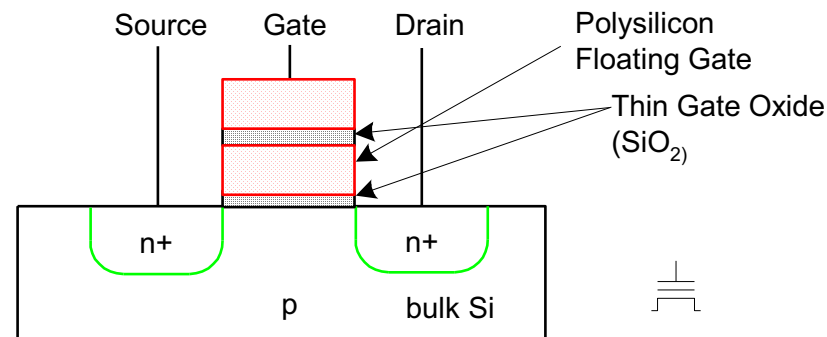 Source Gate Drain
Polysilicon
Floating Gate
Thin Gate Oxide
(SiO2)
n+ n+
p bulk Si